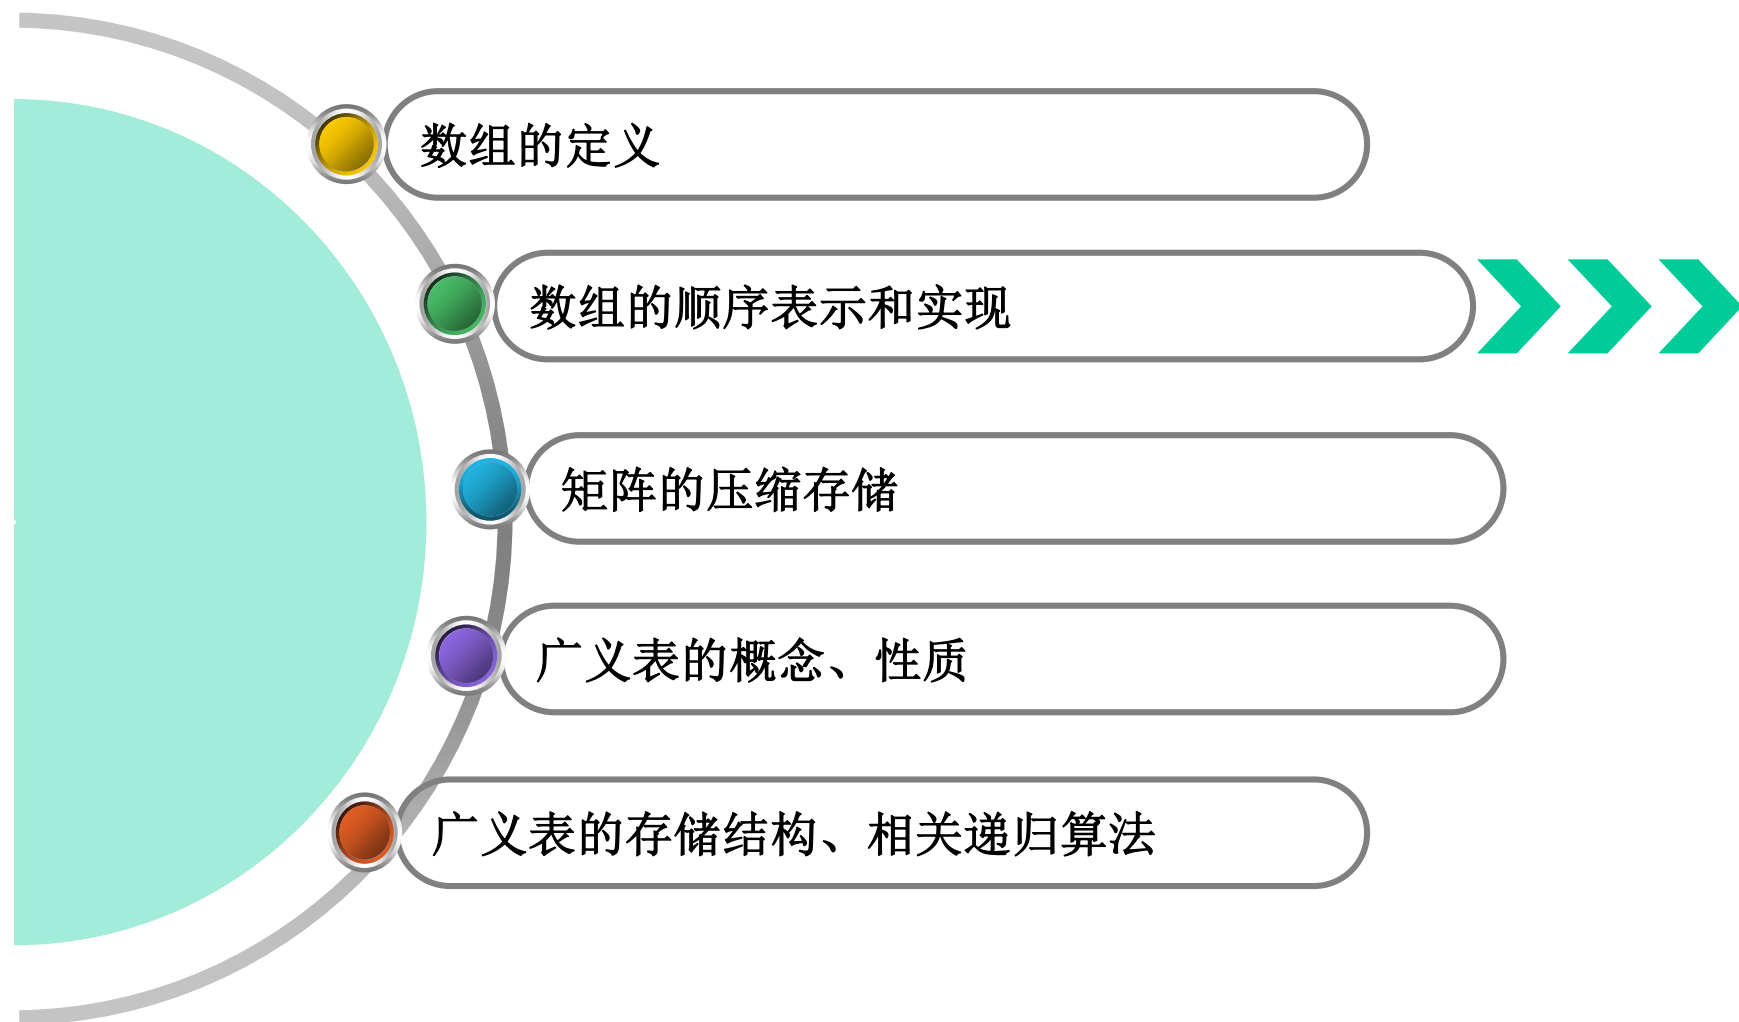 数组的定义
数组的顺序表示和实现
矩阵的压缩存储
广义表的概念、性质
广义表的存储结构、相关递归算法